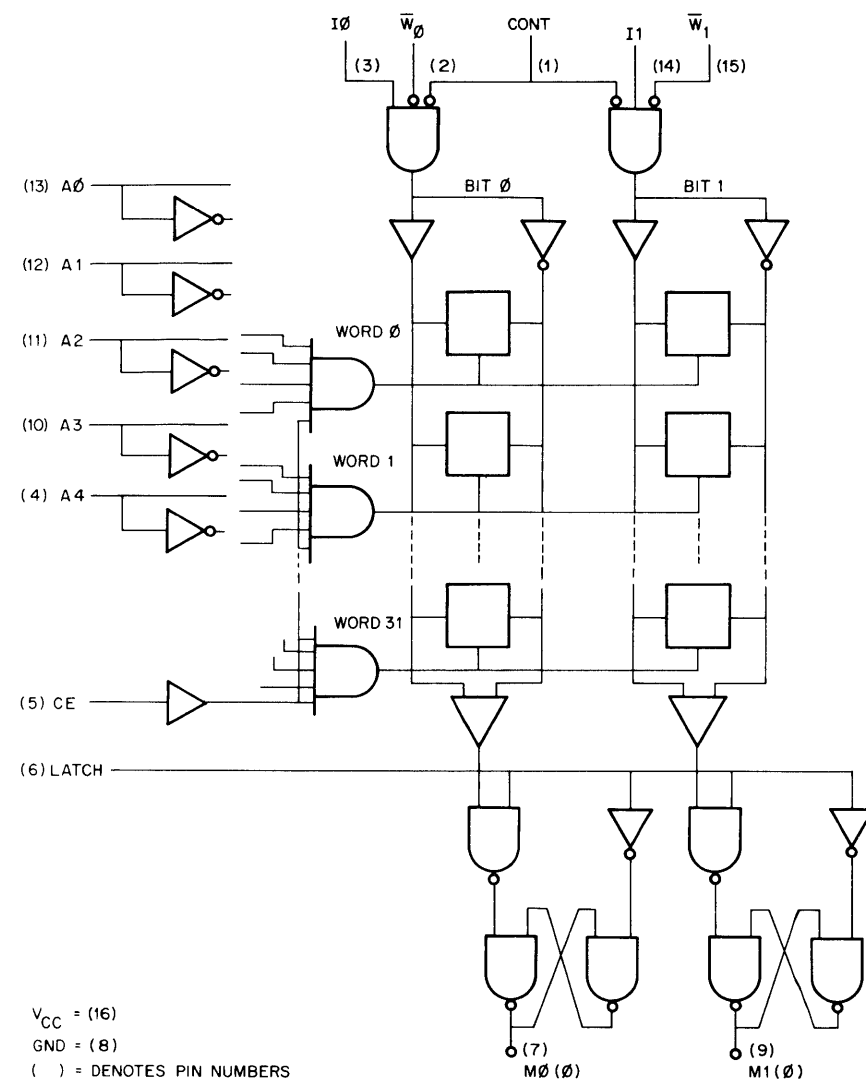 IØ W̅Ø CONT I1 W̅1
(3) (2) (1) (14) (15)
(13) AØ BIT Ø BIT 1
(12) A1
(11) A2 WORD Ø
(10) A3
WORD 1
(4) A4
WORD 31
(5) CE
(6) LATCH
VCC = (16)
GND = (8)
( ) = DENOTES PIN NUMBERS
(7) (9)
MØ (Ø) M1 (Ø)